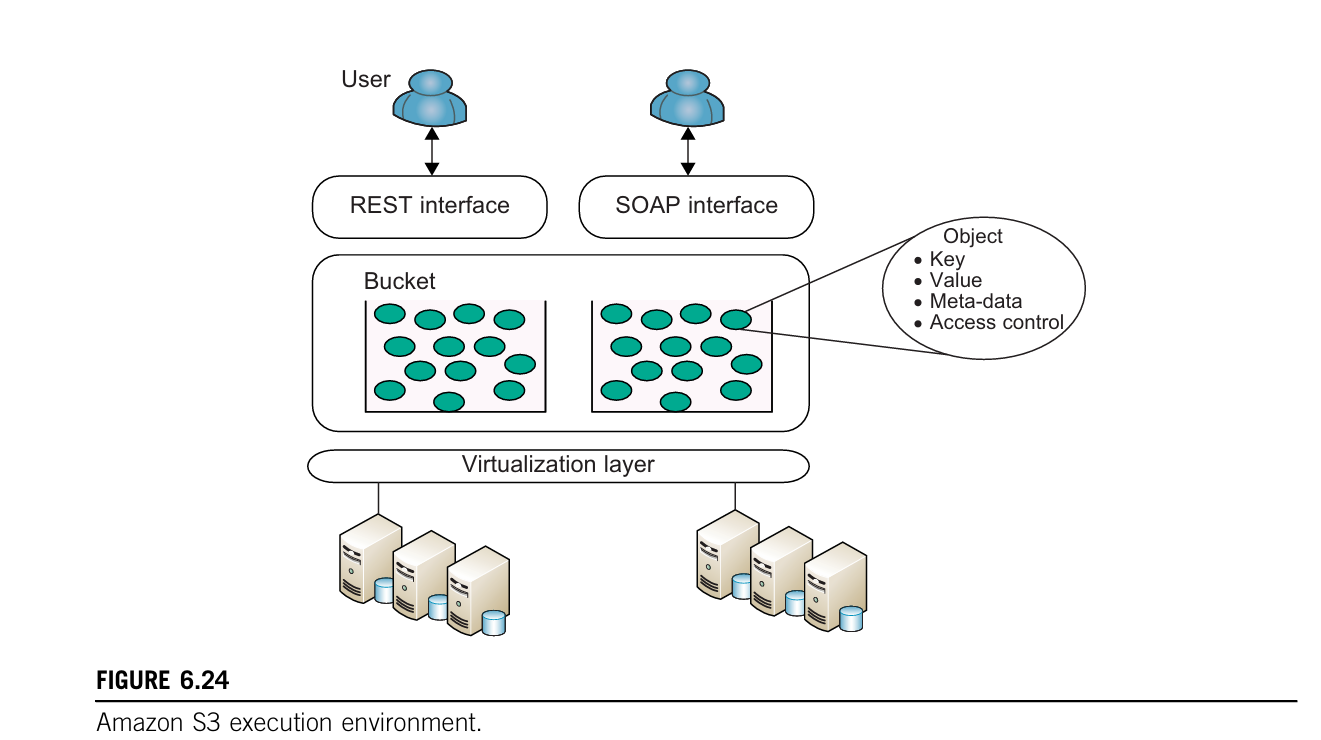 User
REST interface
SOAP interface
Object
• Key
• Value
• Meta-data
• Access control
Bucket
Virtualization layer
FIGURE 6.24
Amazon S3 execution environment.